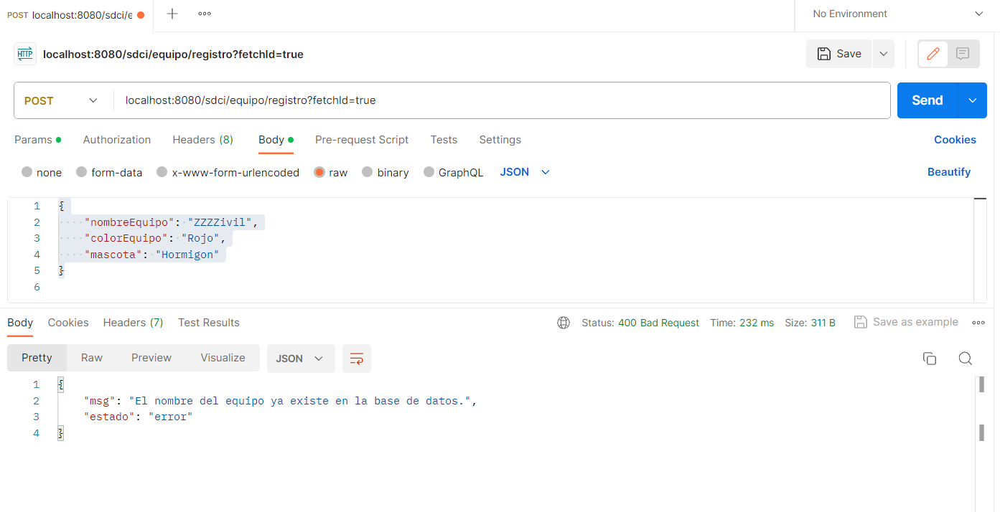 POST localhost:8080/sdci/e
No Environment
HTTP localhost:8080/sdci/equipo/registro?fetchId=true
Save
POST localhost:8080/sdci/equipo/registro?fetchId=true Send
Params Authorization Headers (8) Body Pre-request Script Tests Settings Cookies
none form-data x-www-form-urlencoded raw binary GraphQL JSON Beautify
1 {
2 "nombreEquipo": "ZZZZivil",
3 "colorEquipo": "Rojo",
4 "mascota": "Hormigon"
5 }
6
Body Cookies Headers (7) Test Results Status: 400 Bad Request Time: 232 ms Size: 311 B Save as example
Pretty Raw Preview Visualize JSON
1 {
2 "msg": "El nombre del equipo ya existe en la base de datos.",
3 "estado": "error"
4 }